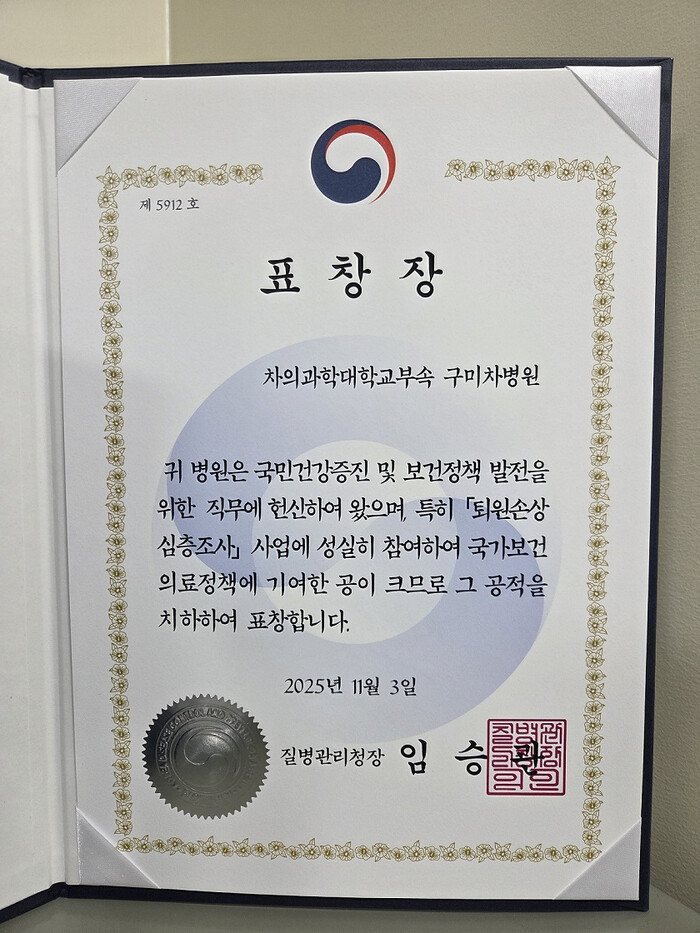 제 5912 호
표 창 장
차의과학대학교부속 구미차병원
귀 병원은 국민건강증진 및 보건정책 발전을
위한 직무에 헌신하여 왔으며, 특히 「퇴원손상
심층조사」 사업에 성실히 참여하여 국가보건
의료정책에 기여한 공이 크므로 그 공적을
치하하여 표창합니다.
2025년 11월 3일
질병관리청장 임 승 관